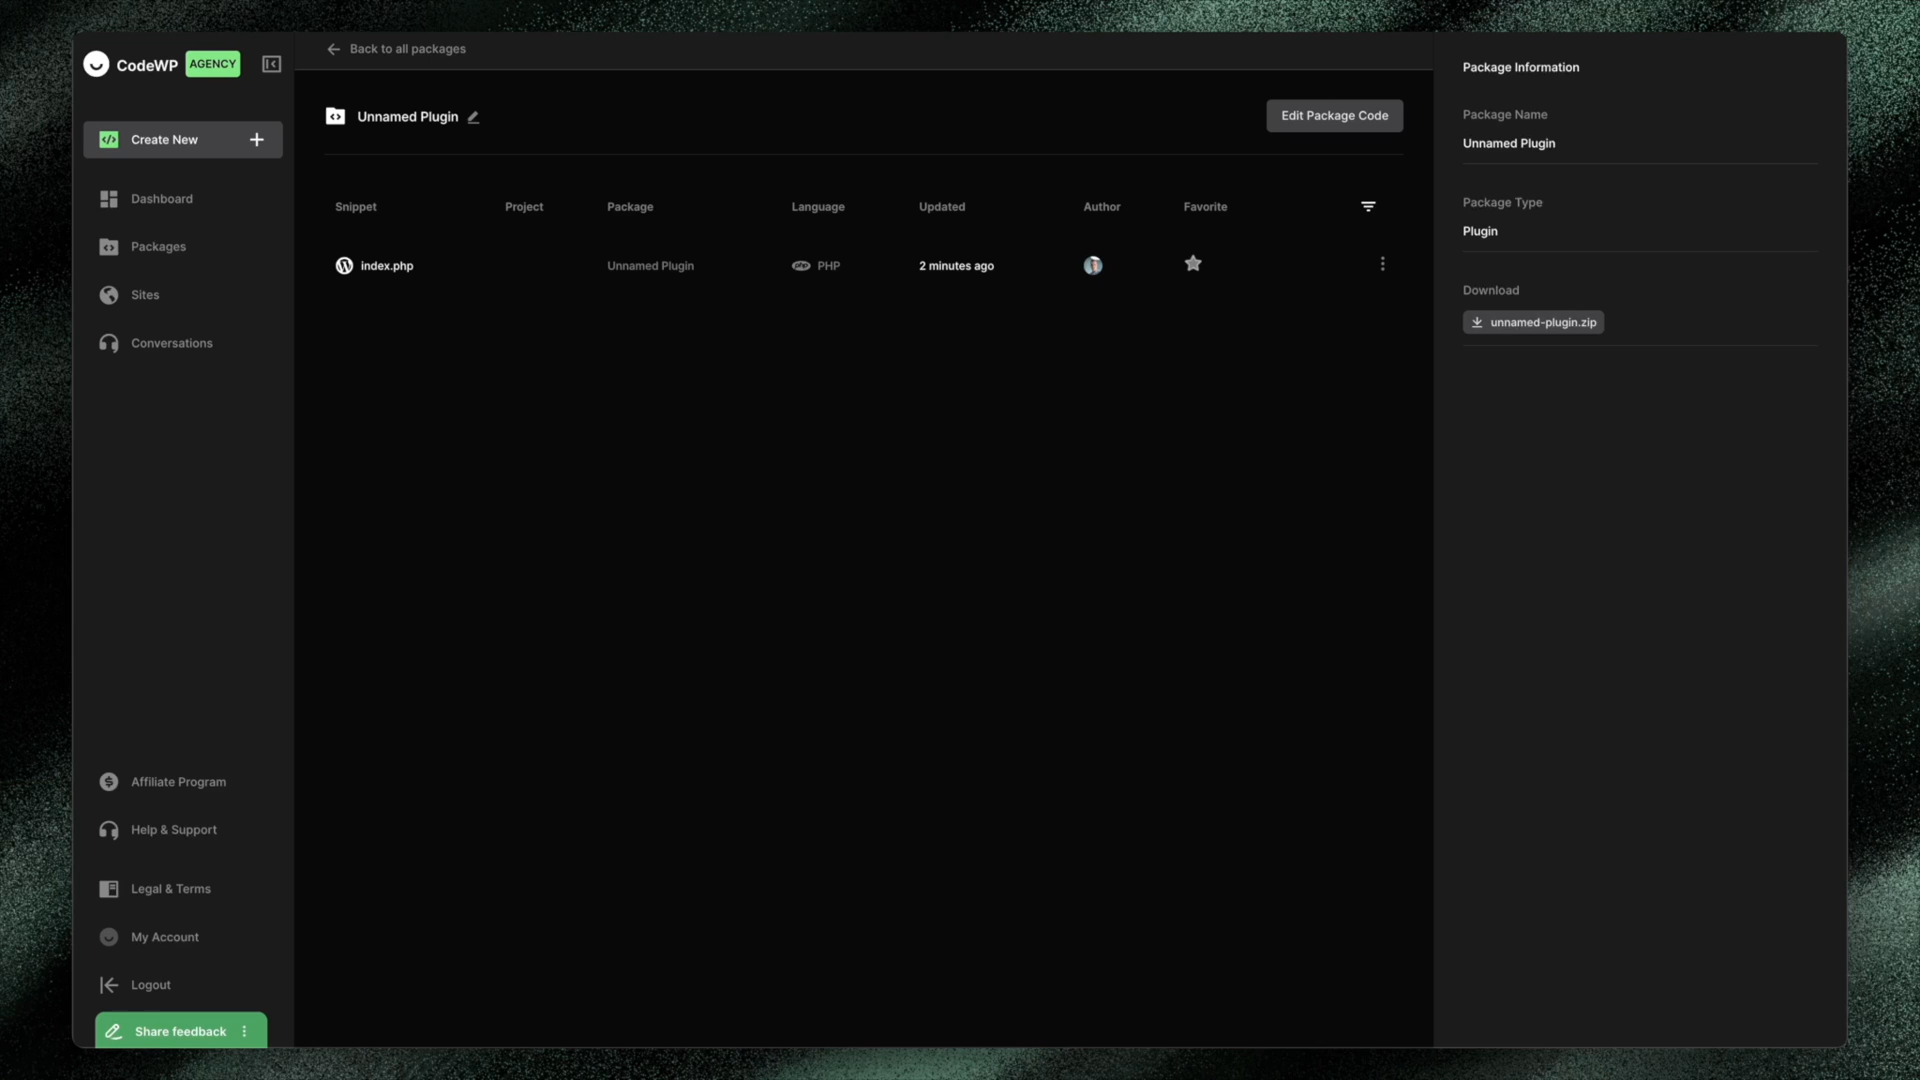 CodeWP AGENCY
Create New
Dashboard
Packages
Sites
Conversations
Affiliate Program
Help & Support
Legal & Terms
My Account
Logout
Share feedback
Back to all packages
Unnamed Plugin
Edit Package Code
Snippet Project Package Language Updated Author Favorite
index.php Unnamed Plugin php PHP 2 minutes ago
Package Information
Package Name
Unnamed Plugin
Package Type
Plugin
Download
unnamed-plugin.zip